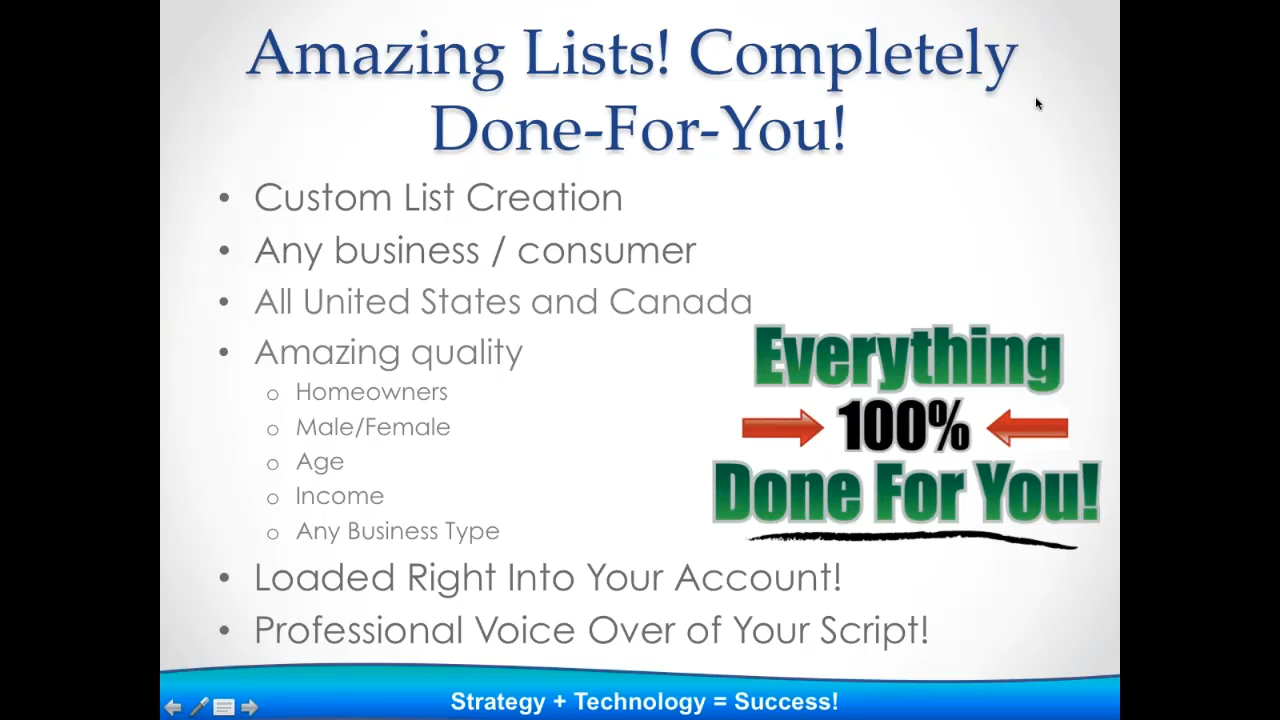 Amazing Lists! Completely
Done-For-You!
• Custom List Creation
• Any business / consumer
• All United States and Canada
• Amazing quality
o Homeowners
o Male/Female
o Age
o Income
o Any Business Type
Everything
100%
Done For You!
• Loaded Right Into Your Account!
• Professional Voice Over of Your Script!
Strategy + Technology = Success!